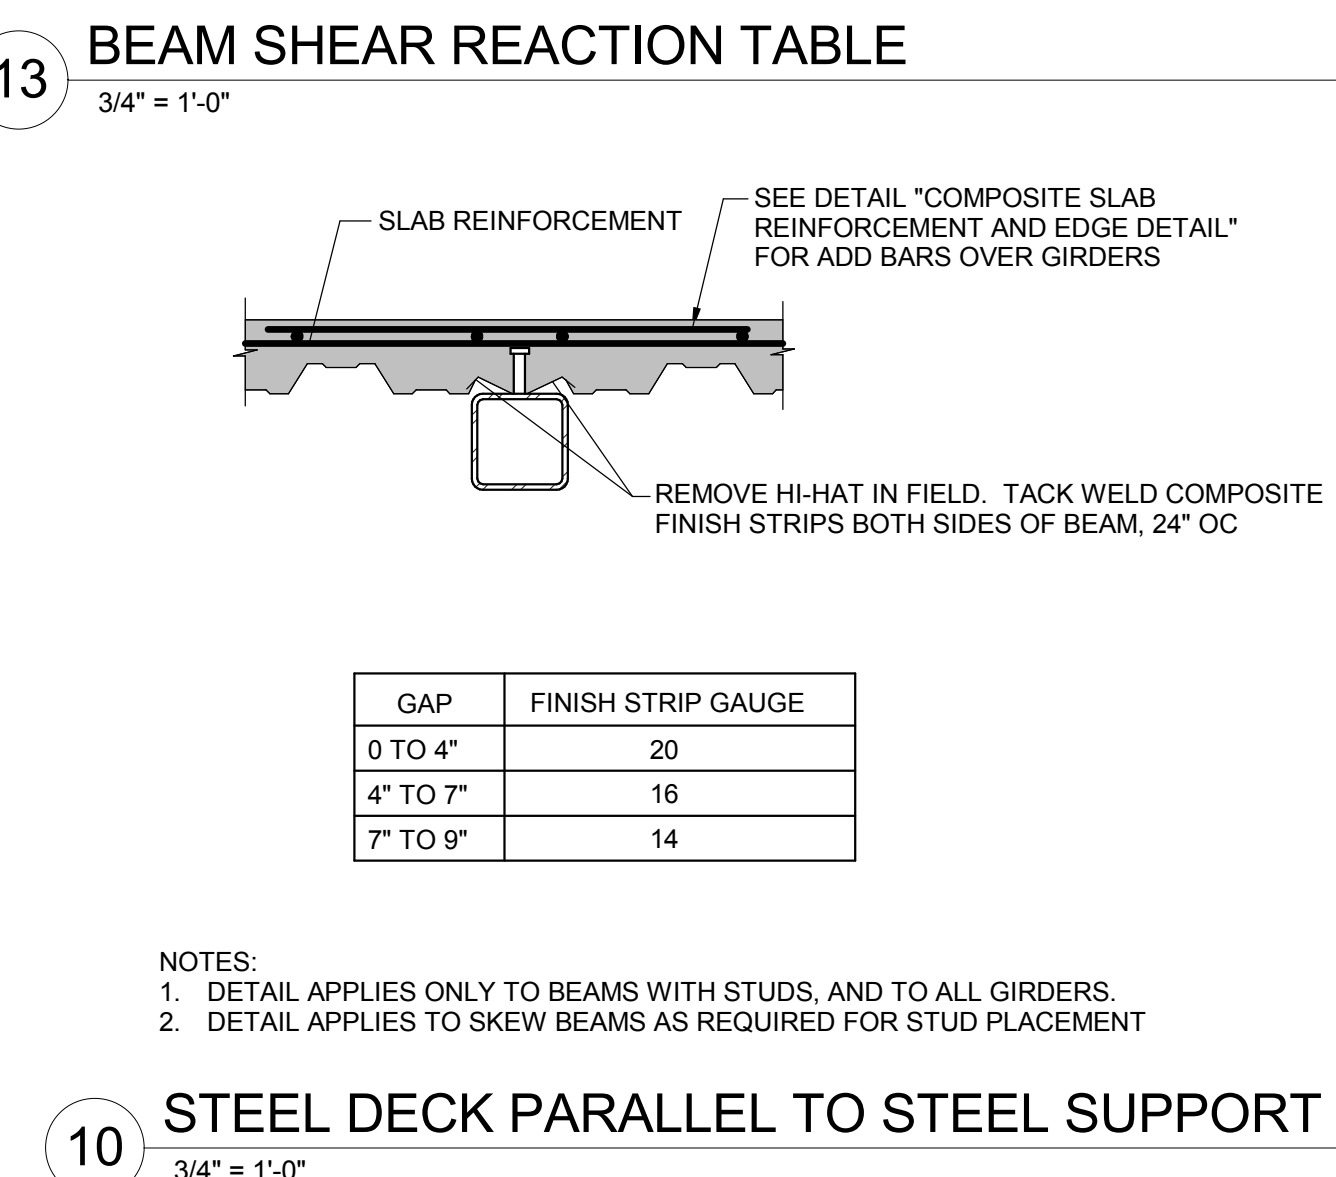 13
BEAM SHEAR REACTION TABLE
3/4" = 1'-0"
SLAB REINFORCEMENT
SEE DETAIL "COMPOSITE SLAB
REINFORCEMENT AND EDGE DETAIL"
FOR ADD BARS OVER GIRDERS
REMOVE HI-HAT IN FIELD. TACK WELD COMPOSITE
FINISH STRIPS BOTH SIDES OF BEAM, 24" OC
GAP FINISH STRIP GAUGE
0 TO 4" 20
4" TO 7" 16
7" TO 9" 14
NOTES:
1. DETAIL APPLIES ONLY TO BEAMS WITH STUDS, AND TO ALL GIRDERS.
2. DETAIL APPLIES TO SKEW BEAMS AS REQUIRED FOR STUD PLACEMENT
10
STEEL DECK PARALLEL TO STEEL SUPPORT
3/4" = 1'-0"